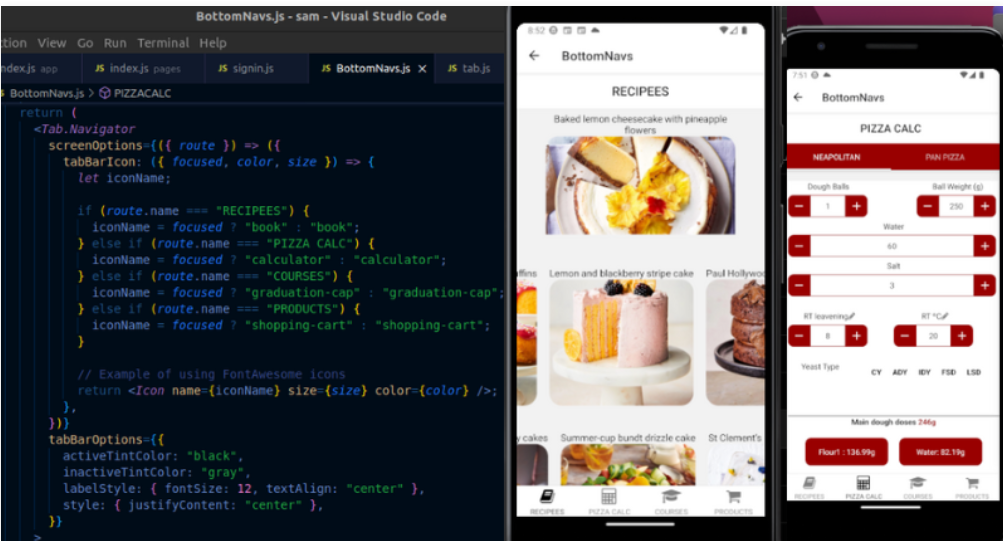 BottomNavs.js - sam - Visual Studio Code
ction View Go Run Terminal Help
ndex.js app JS index.js pages JS signin.js JS BottomNavs.js × JS tab.js
BottomNavs.js > PIZZACALC
return (
<Tab.Navigator
screenOptions={({ route }) => ({
tabBarIcon: ({ focused, color, size }) => {
let iconName;
if (route.name === "RECIPEES") {
iconName = focused ? "book" : "book";
} else if (route.name === "PIZZA CALC") {
iconName = focused ? "calculator" : "calculator";
} else if (route.name === "COURSES") {
iconName = focused ? "graduation-cap" : "graduation-cap";
} else if (route.name === "PRODUCTS") {
iconName = focused ? "shopping-cart" : "shopping-cart";
}
// Example of using FontAwesome icons
return <Icon name={iconName} size={size} color={color} />;
},
})}
tabBarOptions={{
activeTintColor: "black",
inactiveTintColor: "gray",
labelStyle: { fontSize: 12, textAlign: "center" },
style: { justifyContent: "center" },
}}
>
8:52
← BottomNavs
RECIPEES
Baked lemon cheesecake with pineapple
flowers
ffins Lemon and blackberry stripe cake Paul Hollywoo
y cakes Summer-cup bundt drizzle cake St Clement's
RECIPEES PIZZA CALC COURSES PRODUCTS
7:51
← BottomNavs
PIZZA CALC
NEAPOLITAN PAN PIZZA
Dough Balls Ball Weight (g)
− 1 + − 250 +
Water
− 60 +
Salt
− 3 +
RT leavening RT °C
− 8 + − 20 +
Yeast Type CY ADY IDY FSD LSD
Main dough doses 246g
Flour1 : 136.99g Water: 82.19g
RECIPEES PIZZA CALC COURSES PRODUCTS